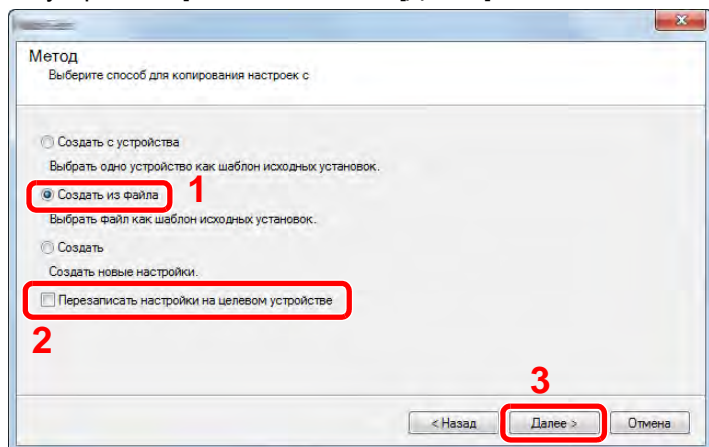 Метод
Выберите способ для копирования настроек с
Создать с устройства
Выбрать одно устройство как шаблон исходных установок.
Создать из файла
1
Выбрать файл как шаблон исходных установок.
Создать
Создать новые настройки.
Перезаписать настройки на целевом устройстве
2
3
< Назад
Далее >
Отмена